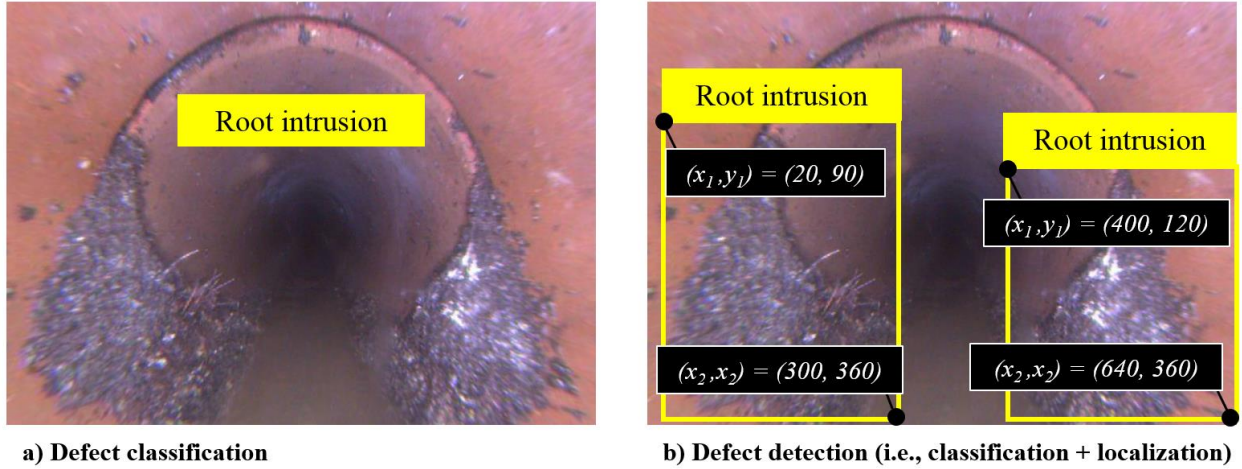 Root intrusion
a) Defect classification
Root intrusion
(x1,y1) = (20, 90)
Root intrusion
(x1,y1) = (400, 120)
(x2,x2) = (300, 360)
(x2,x2) = (640, 360)
b) Defect detection (i.e., classification + localization)